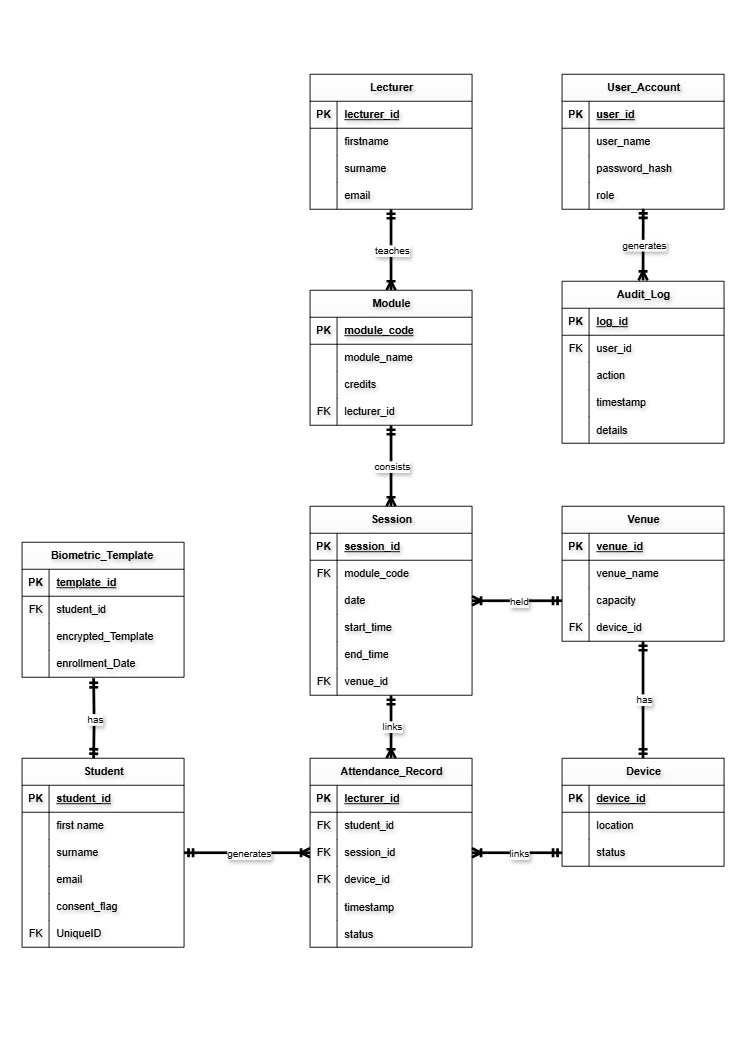 Lecturer
PK lecturer_id
firstname
surname
email
User_Account
PK user_id
user_name
password_hash
role
teaches
generates
Module
PK module_code
module_name
credits
FK lecturer_id
Audit_Log
PK log_id
FK user_id
action
timestamp
details
consists
Session
PK session_id
FK module_code
date
start_time
end_time
FK venue_id
held
Venue
PK venue_id
venue_name
capacity
FK device_id
Biometric_Template
PK template_id
FK student_id
encrypted_Template
enrollment_Date
has
links
has
Student
PK student_id
first name
surname
email
consent_flag
FK UniqueID
generates
Attendance_Record
PK lecturer_id
FK student_id
FK session_id
FK device_id
timestamp
status
links
Device
PK device_id
location
status